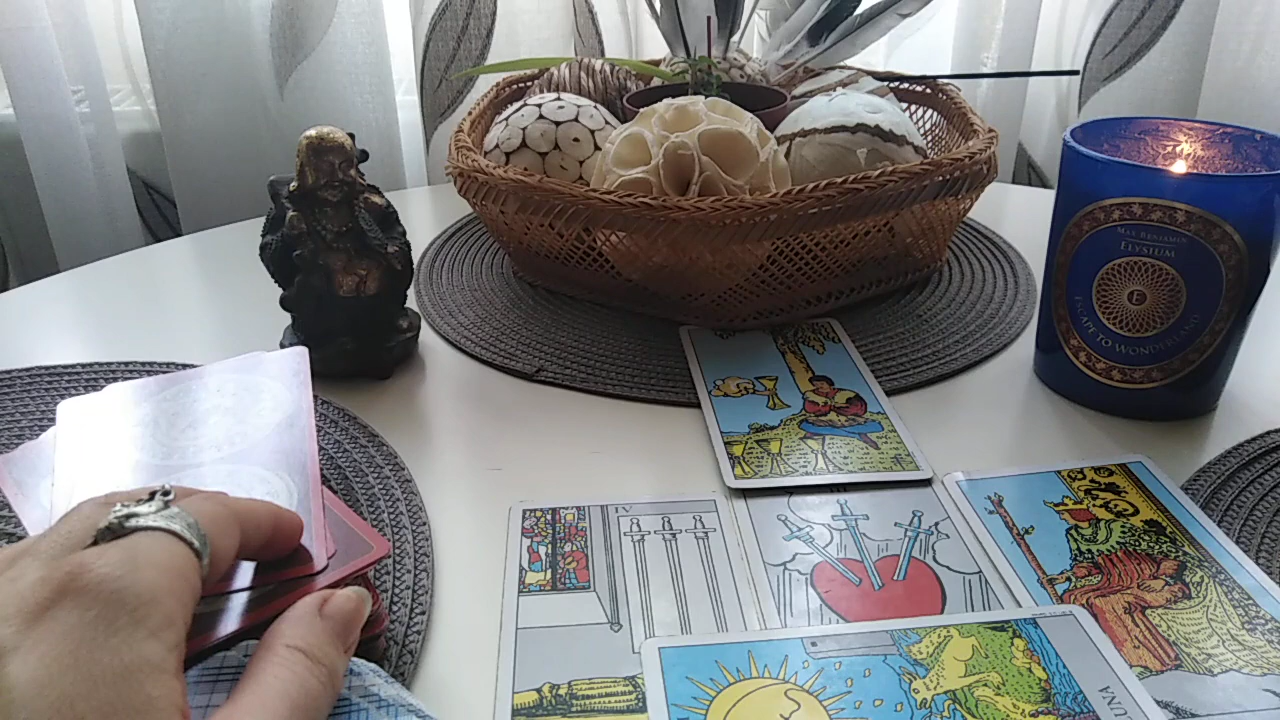 MAX BENJAMIN
ELYSIUM
E
ESCAPE TO WONDERLAND
IV
LUNA